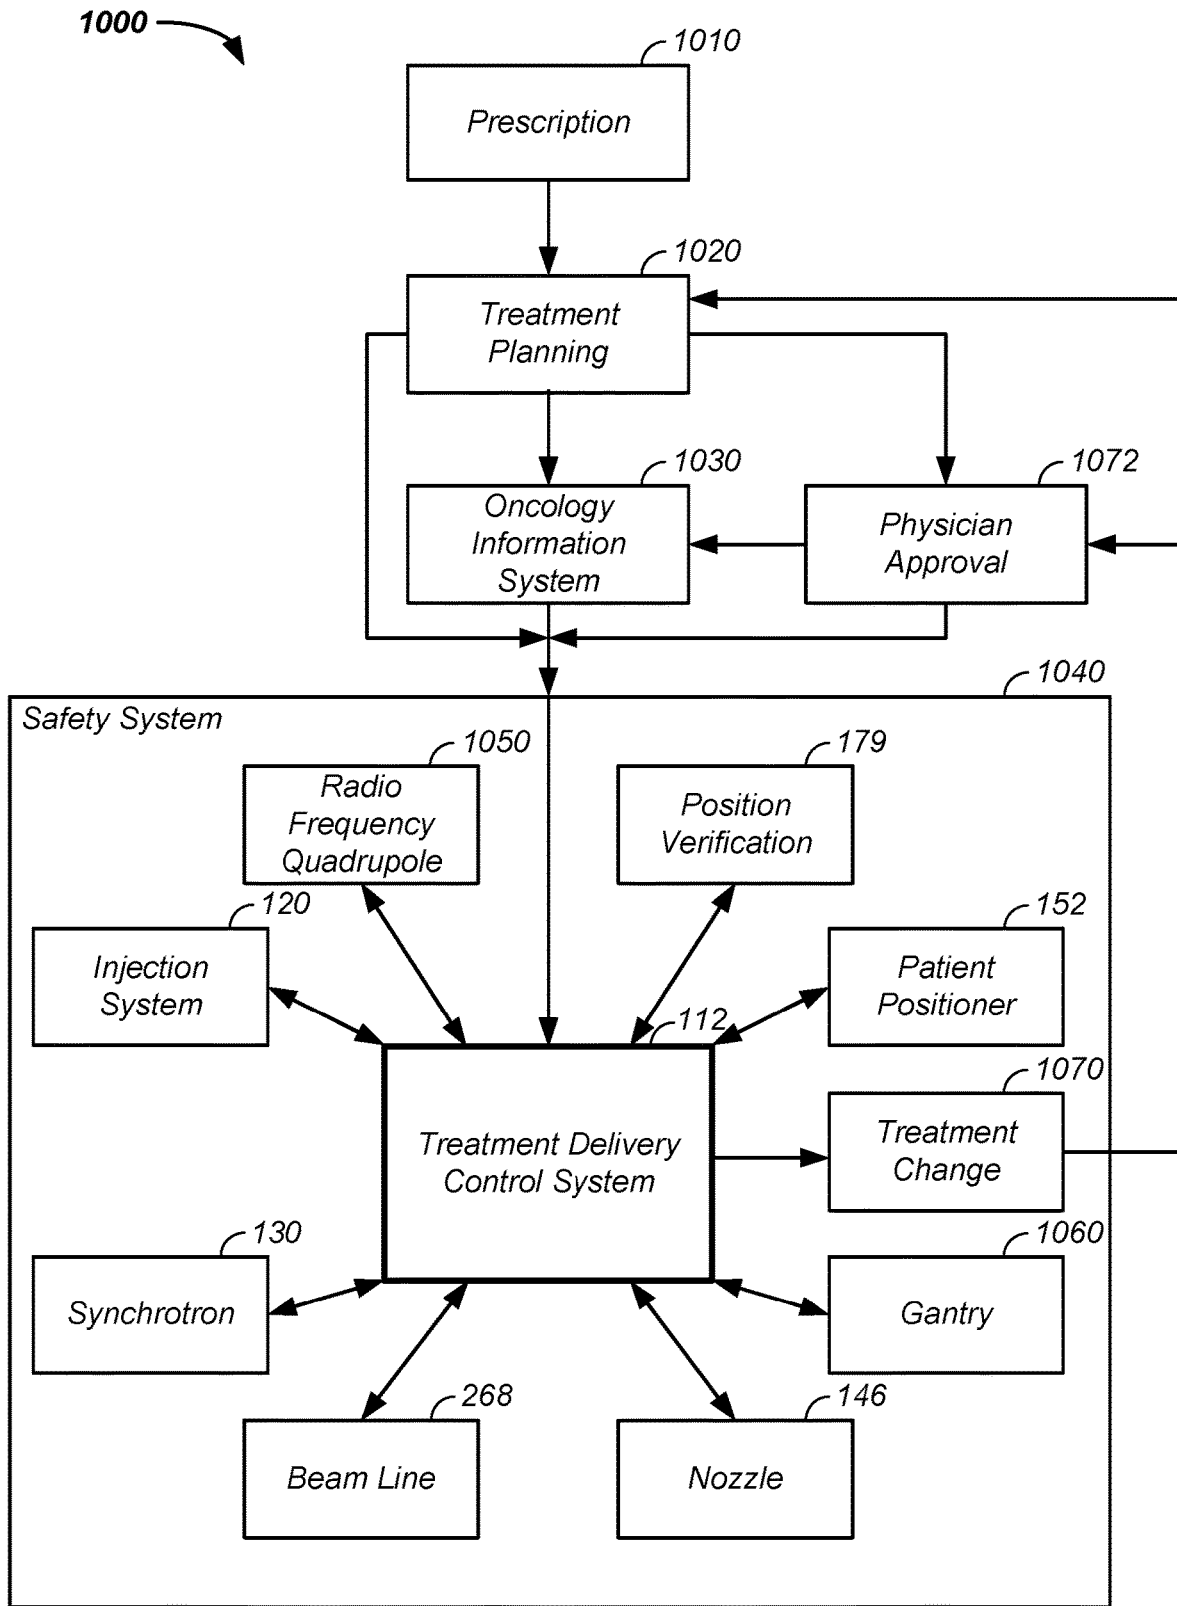 1000
1010
Prescription
1020
Treatment
Planning
1030
Oncology
Information
System
1072
Physician
Approval
1040
Safety System
1050
Radio
Frequency
Quadrupole
179
Position
Verification
120
Injection
System
152
Patient
Positioner
112
Treatment Delivery
Control System
1070
Treatment
Change
130
Synchrotron
1060
Gantry
268
Beam Line
146
Nozzle